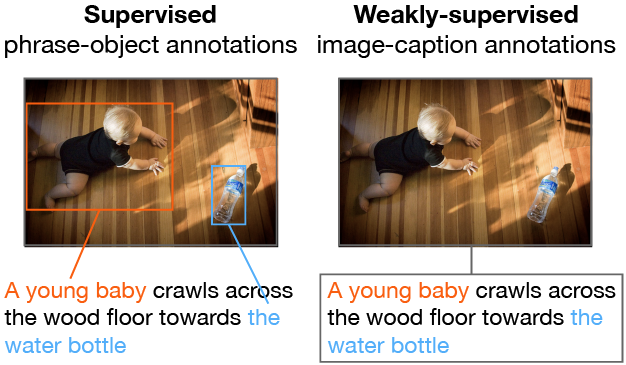 Supervised
phrase-object annotations
Weakly-supervised
image-caption annotations
A young baby crawls across
the wood floor towards the
water bottle
A young baby crawls across
the wood floor towards the
water bottle